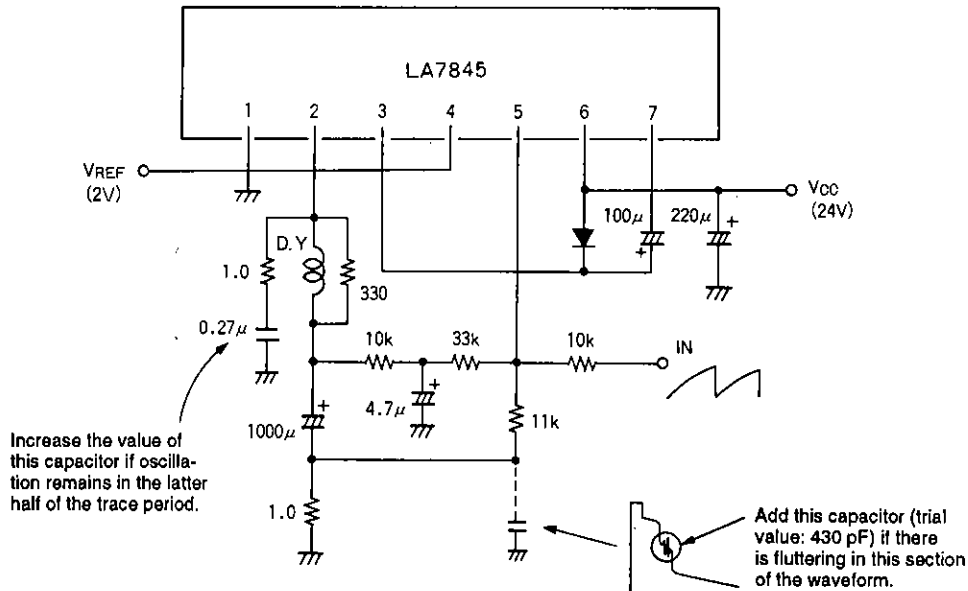 LA7845
1 2 3 4 5 6 7
VREF
(2V)
VCC
(24V)
100μ 220μ
+
+
D.Y
1.0
330
0.27μ
10k 33k 10k IN
+
4.7μ
+
1000μ
11k
1.0
Increase the value of
this capacitor if oscilla-
tion remains in the latter
half of the trace period.
Add this capacitor (trial
value: 430 pF) if there
is fluttering in this section
of the waveform.